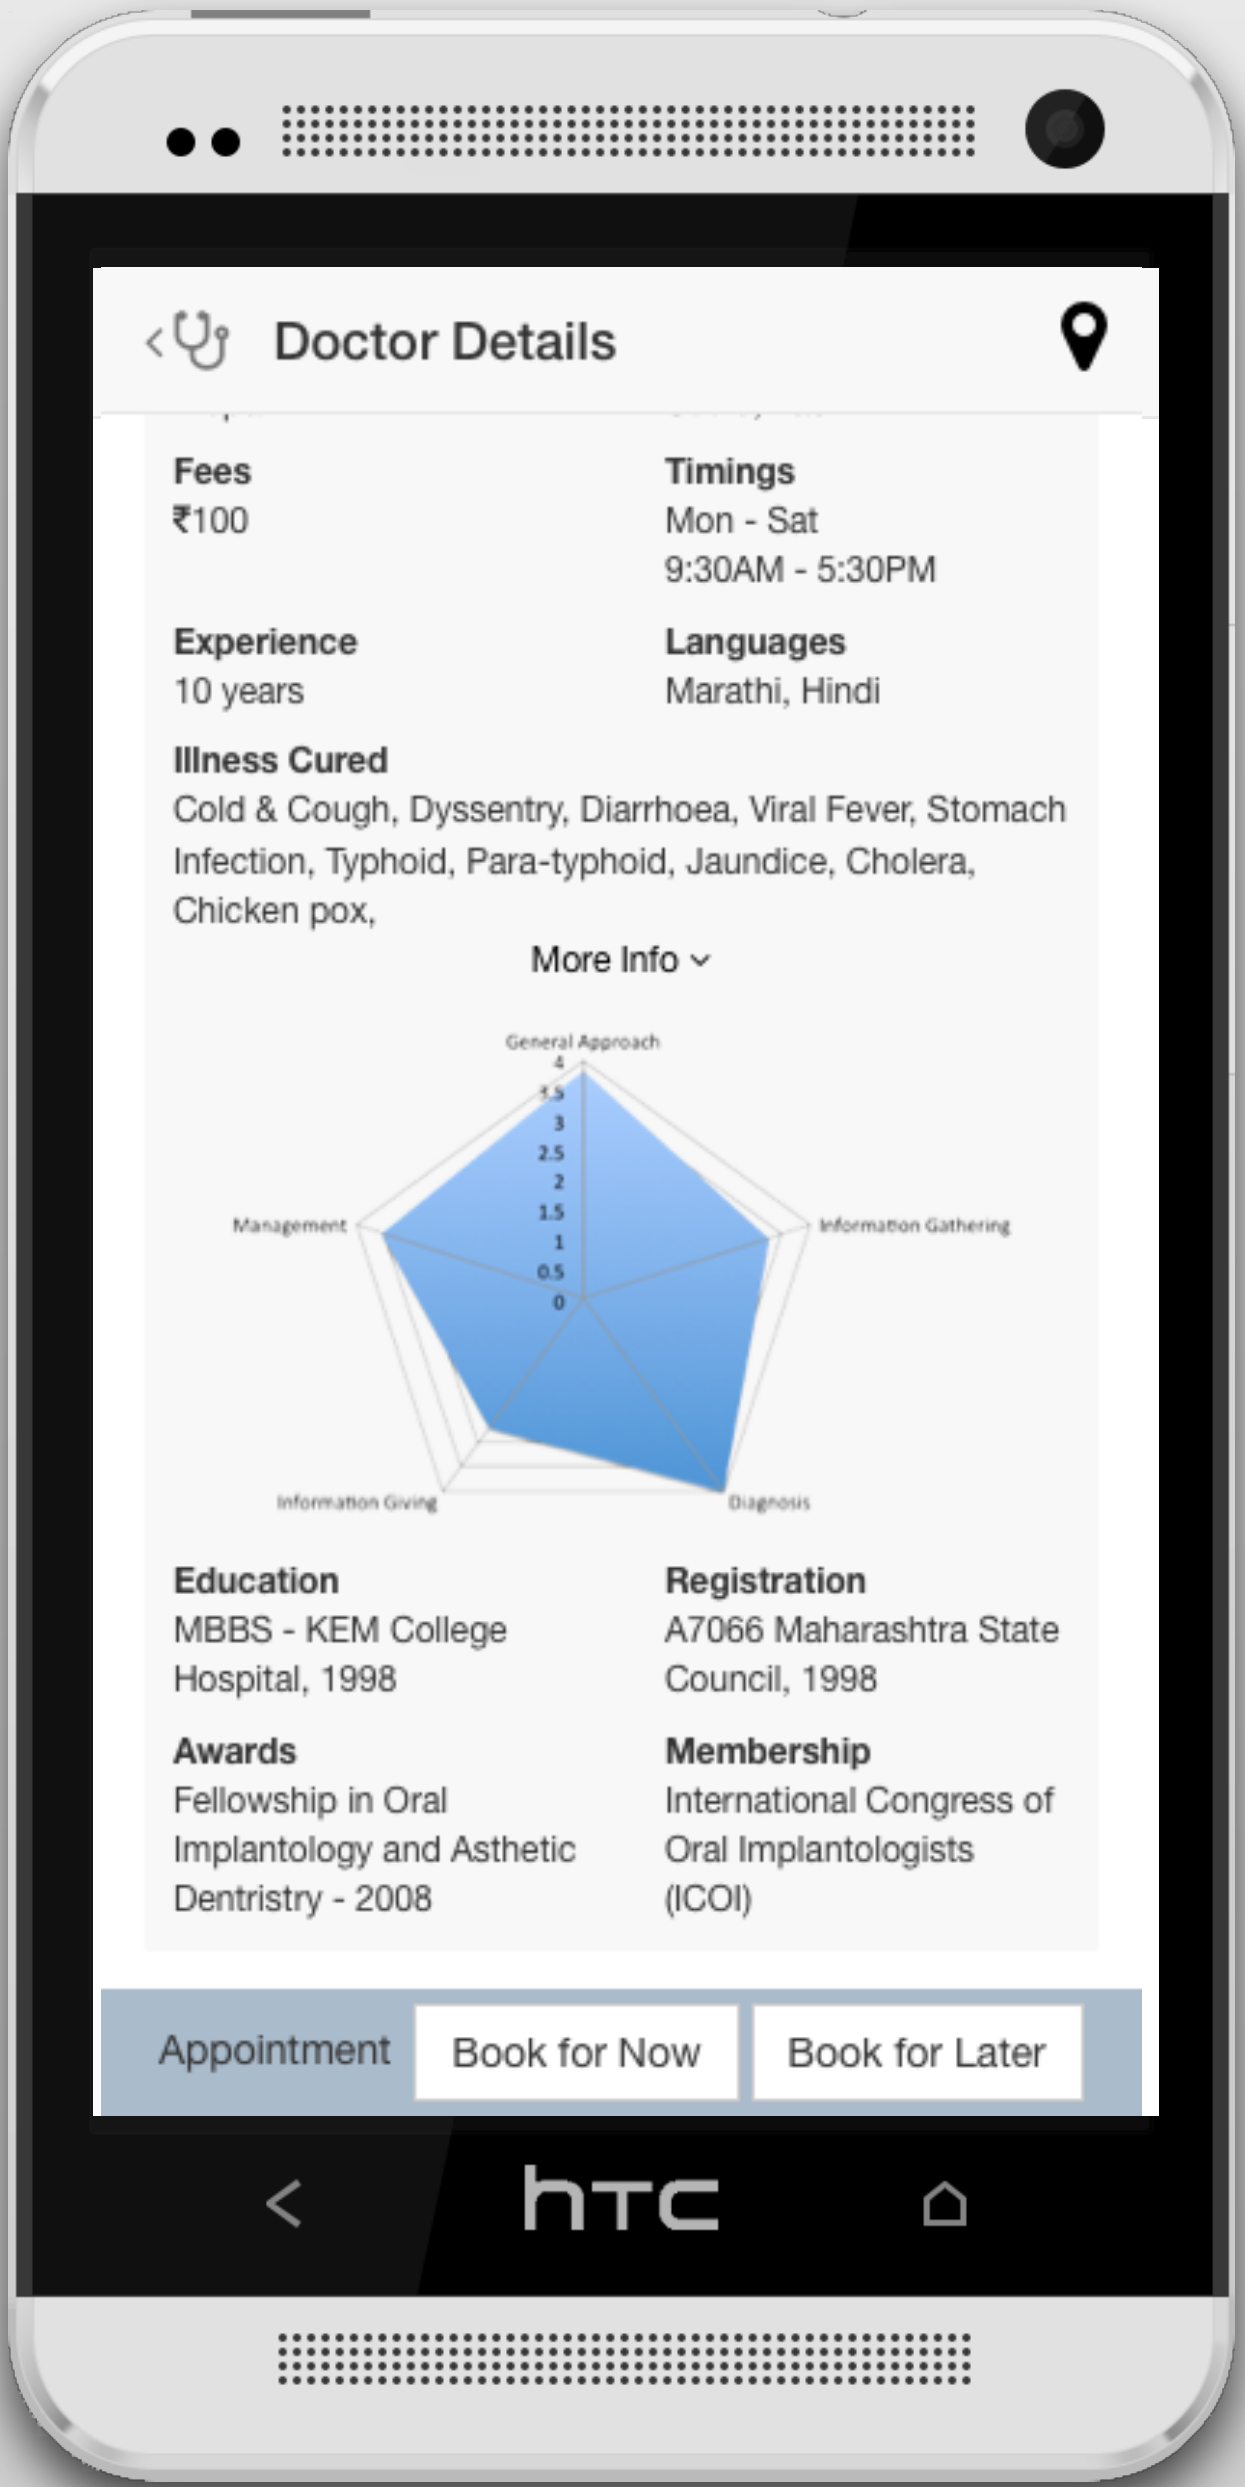 Doctor Details
Fees
₹100
Timings
Mon - Sat
9:30AM - 5:30PM
Experience
10 years
Languages
Marathi, Hindi
Illness Cured
Cold & Cough, Dyssentry, Diarrhoea, Viral Fever, Stomach
Infection, Typhoid, Para-typhoid, Jaundice, Cholera,
Chicken pox,
More Info
General Approach
4
3.5
3
2.5
2
1.5
1
0.5
0
Management
Information Gathering
Information Giving
Diagnosis
Education
MBBS - KEM College
Hospital, 1998
Registration
A7066 Maharashtra State
Council, 1998
Awards
Fellowship in Oral
Implantology and Asthetic
Dentristry - 2008
Membership
International Congress of
Oral Implantologists
(ICOI)
Appointment
Book for Now
Book for Later
hTC